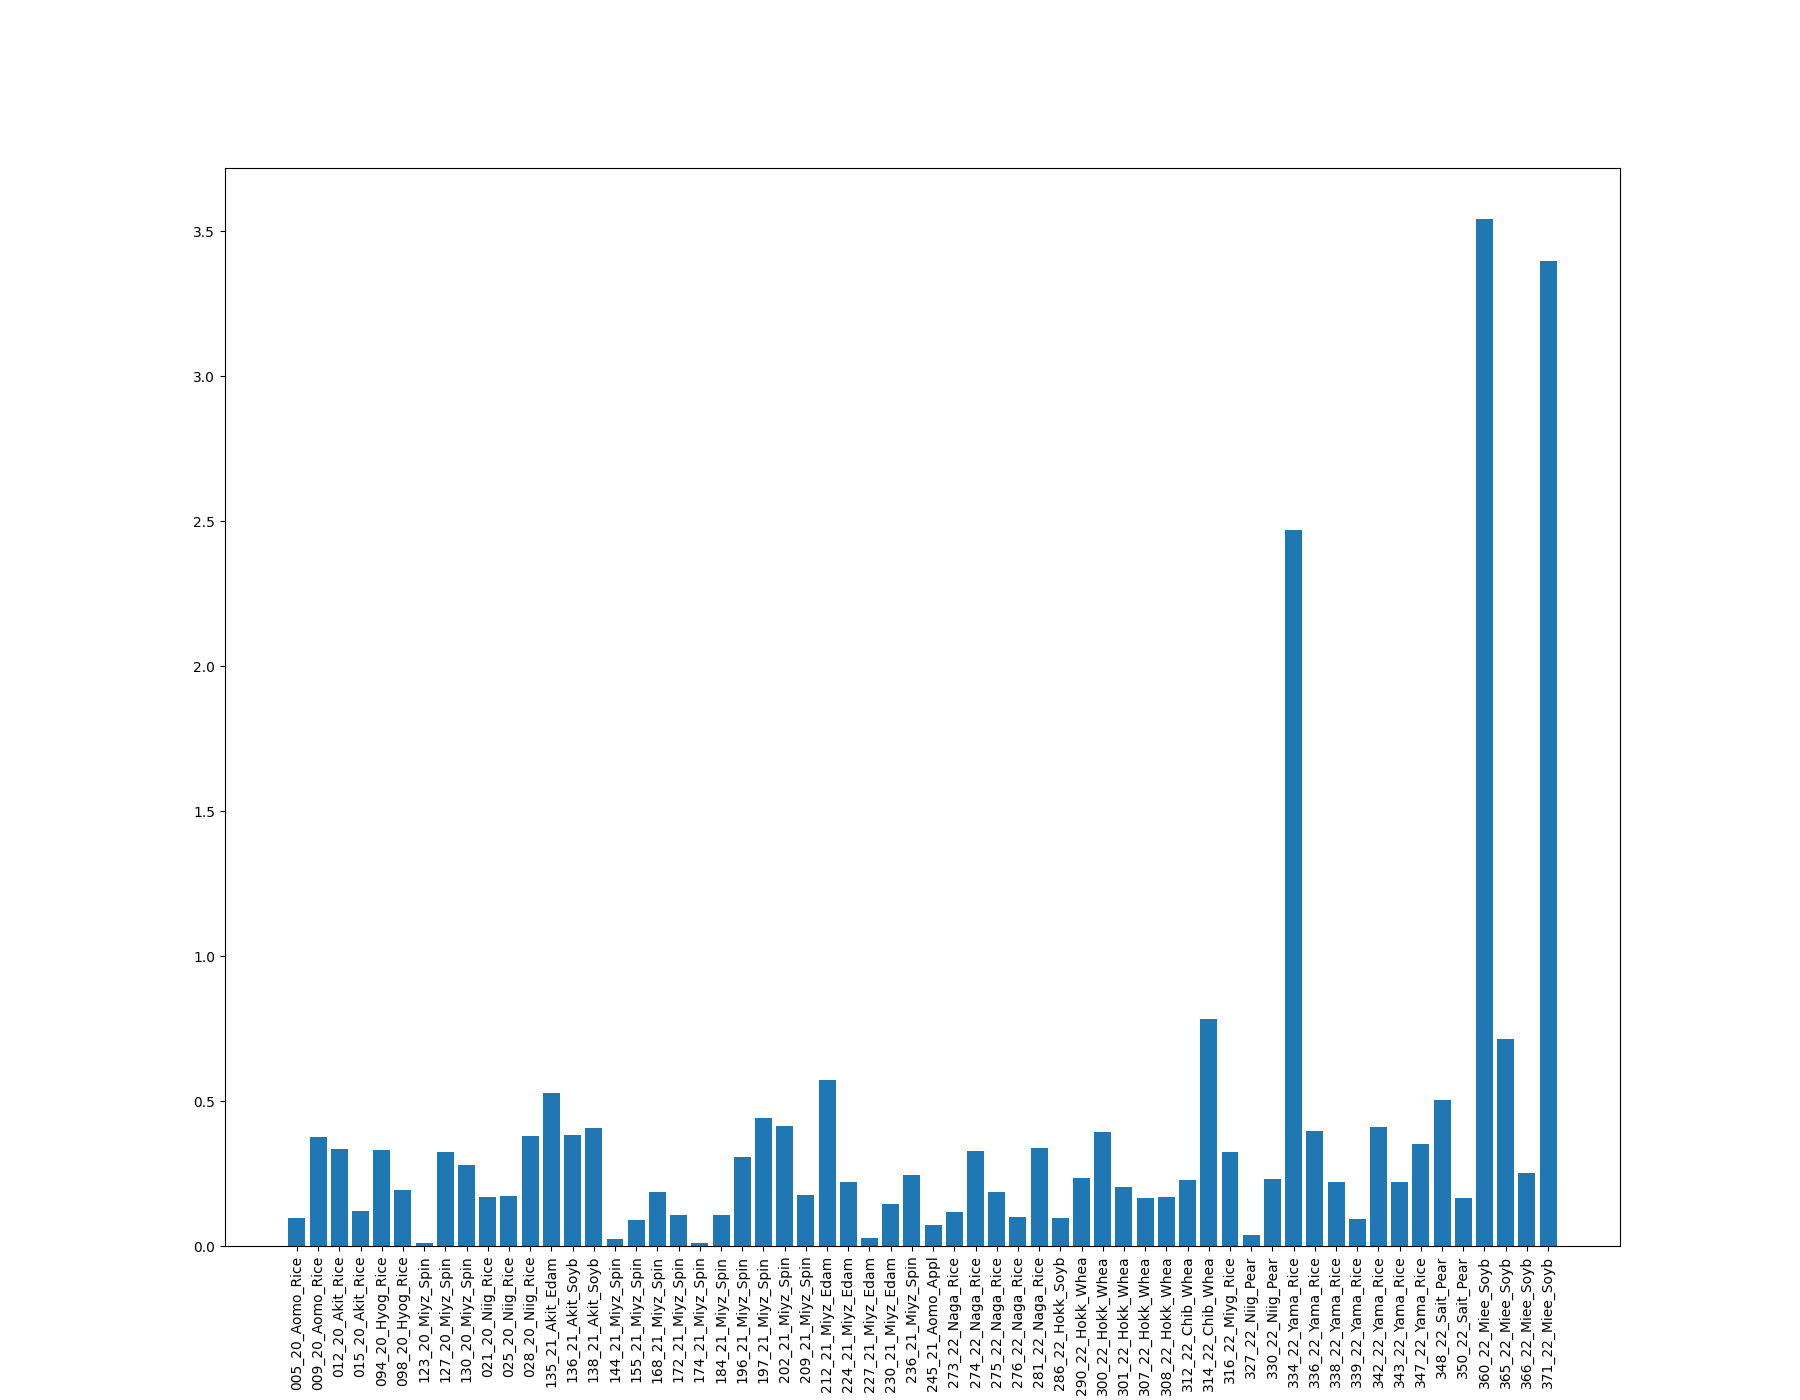 3.5
3.0
2.5
2.0
1.5
1.0
0.5
0.0
005_20_Aomo_Rice
009_20_Aomo_Rice
012_20_Akit_Rice
015_20_Akit_Rice
094_20_Hyog_Rice
098_20_Hyog_Rice
123_20_Miyz_Spin
127_20_Miyz_Spin
130_20_Miyz_Spin
021_20_Niig_Rice
025_20_Niig_Rice
028_20_Niig_Rice
135_21_Akit_Edam
136_21_Akit_Soyb
138_21_Akit_Soyb
144_21_Miyz_Spin
155_21_Miyz_Spin
168_21_Miyz_Spin
172_21_Miyz_Spin
174_21_Miyz_Spin
184_21_Miyz_Spin
196_21_Miyz_Spin
197_21_Miyz_Spin
202_21_Miyz_Spin
209_21_Miyz_Spin
212_21_Miyz_Edam
224_21_Miyz_Edam
227_21_Miyz_Edam
230_21_Miyz_Edam
236_21_Miyz_Spin
245_21_Aomo_Appl
273_22_Naga_Rice
274_22_Naga_Rice
275_22_Naga_Rice
276_22_Naga_Rice
281_22_Naga_Rice
286_22_Hokk_Soyb
290_22_Hokk_Whea
300_22_Hokk_Whea
301_22_Hokk_Whea
307_22_Hokk_Whea
308_22_Hokk_Whea
312_22_Chib_Whea
314_22_Chib_Whea
316_22_Miyg_Rice
327_22_Niig_Pear
330_22_Niig_Pear
334_22_Yama_Rice
336_22_Yama_Rice
338_22_Yama_Rice
339_22_Yama_Rice
342_22_Yama_Rice
343_22_Yama_Rice
347_22_Yama_Rice
348_22_Sait_Pear
350_22_Sait_Pear
360_22_Miee_Soyb
365_22_Miee_Soyb
366_22_Miee_Soyb
371_22_Miee_Soyb